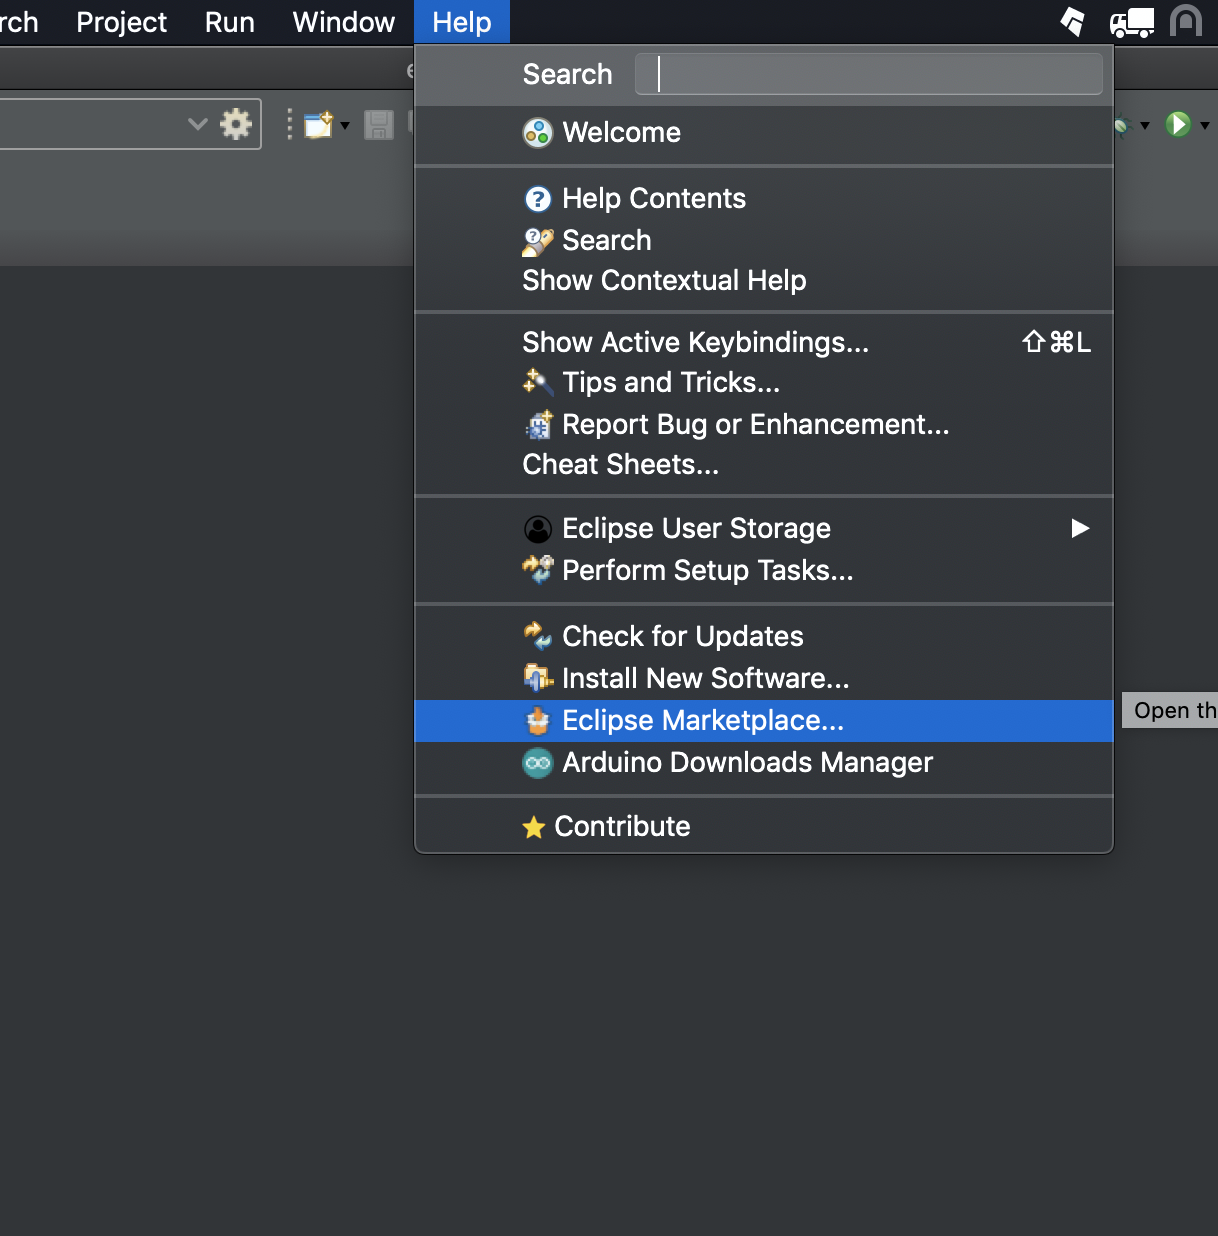 rch Project Run Window Help
Search
Welcome
Help Contents
Search
Show Contextual Help
Show Active Keybindings... ⇧⌘L
Tips and Tricks...
Report Bug or Enhancement...
Cheat Sheets...
Eclipse User Storage
Perform Setup Tasks...
Check for Updates
Install New Software...
Eclipse Marketplace...
Open th
Arduino Downloads Manager
Contribute